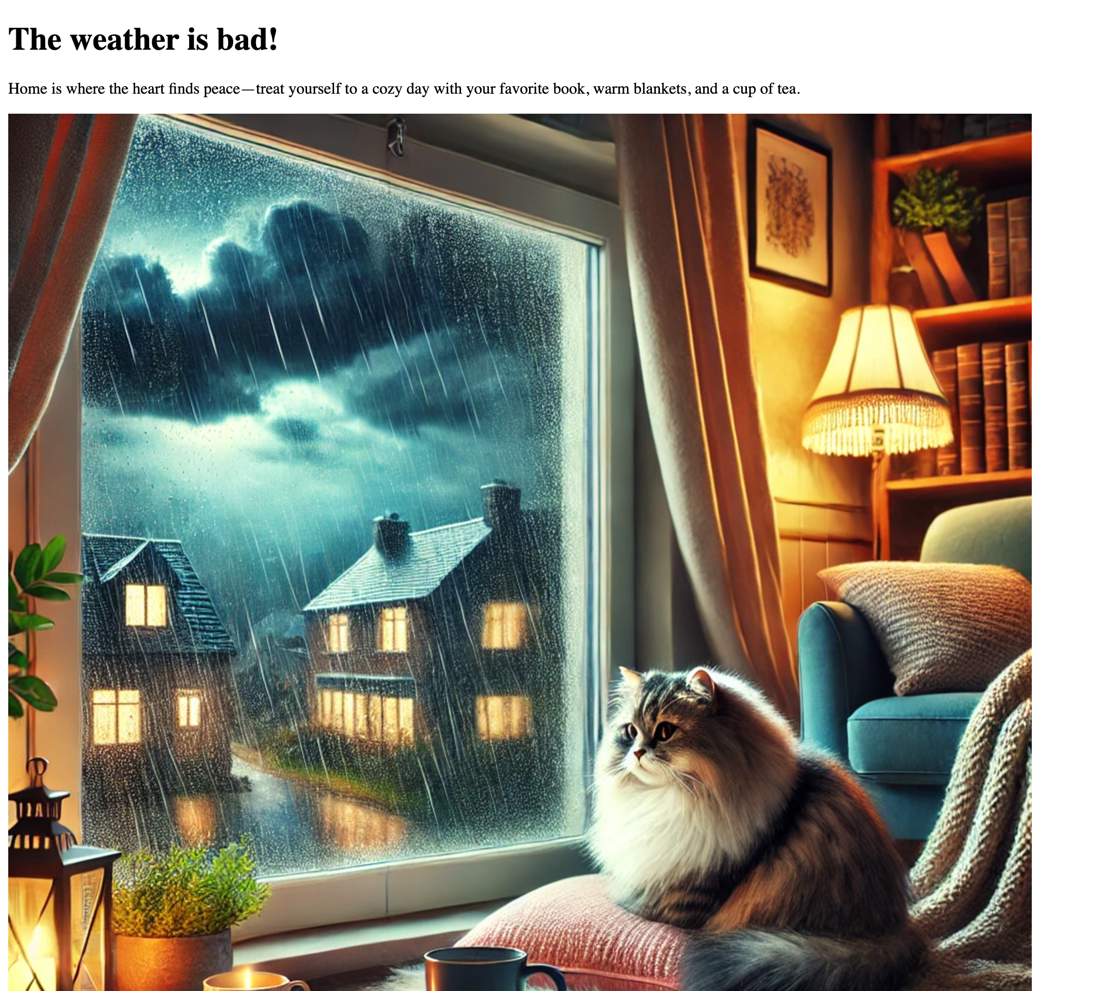 The weather is bad!
Home is where the heart finds peace—treat yourself to a cozy day with your favorite book, warm blankets, and a cup of tea.